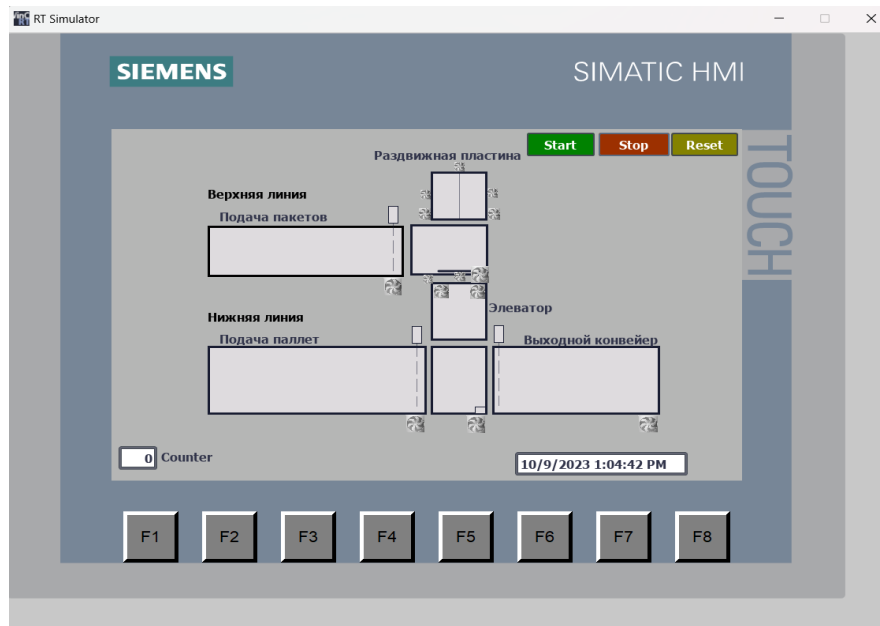 RT Simulator
SIEMENS
SIMATIC HMI
TOUCH
Start Stop Reset
Раздвижная пластина
Верхняя линия
Подача пакетов
Элеватор
Нижняя линия
Подача паллет
Выходной конвейер
0 Counter
10/9/2023 1:04:42 PM
F1 F2 F3 F4 F5 F6 F7 F8